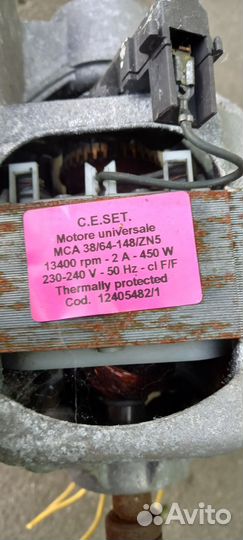 C.E.SET.
Motore universale
MCA 38/64-148/ZN5
13400 rpm - 2 A - 450 W
230-240 V - 50 Hz - cl F/F
Thermally protected
Cod. 12405482/1
Avito